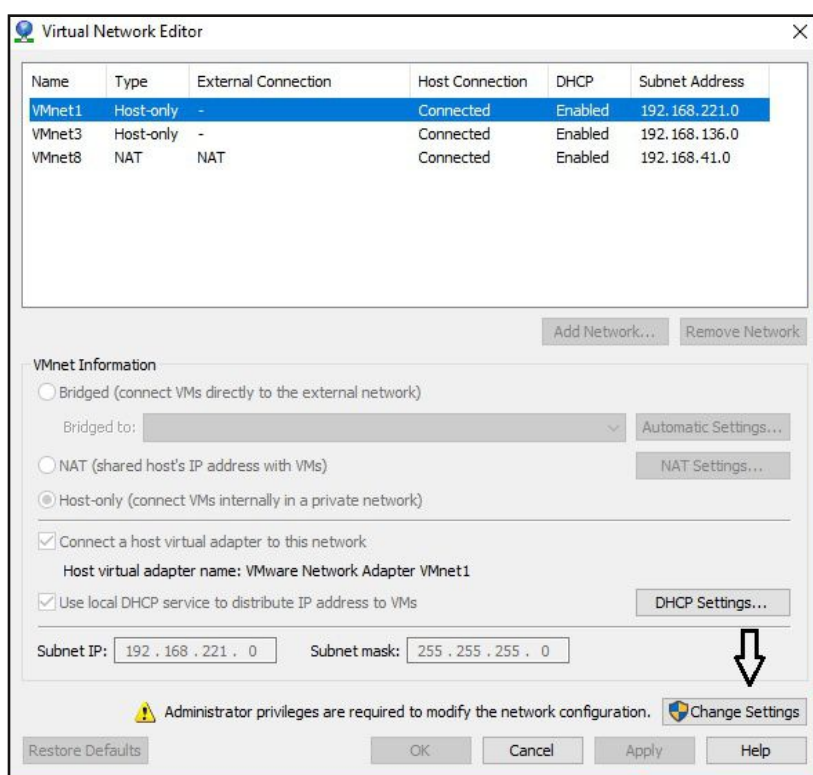 Virtual Network Editor
Name Type External Connection Host Connection DHCP Subnet Address
VMnet1 Host-only - Connected Enabled 192.168.221.0
VMnet3 Host-only - Connected Enabled 192.168.136.0
VMnet8 NAT NAT Connected Enabled 192.168.41.0
Add Network... Remove Network
VMnet Information
Bridged (connect VMs directly to the external network)
Bridged to: Automatic Settings...
NAT (shared host's IP address with VMs) NAT Settings...
Host-only (connect VMs internally in a private network)
Connect a host virtual adapter to this network
Host virtual adapter name: VMware Network Adapter VMnet1
Use local DHCP service to distribute IP address to VMs DHCP Settings...
Subnet IP: 192 . 168 . 221 . 0 Subnet mask: 255 . 255 . 255 . 0
Administrator privileges are required to modify the network configuration. Change Settings
Restore Defaults OK Cancel Apply Help